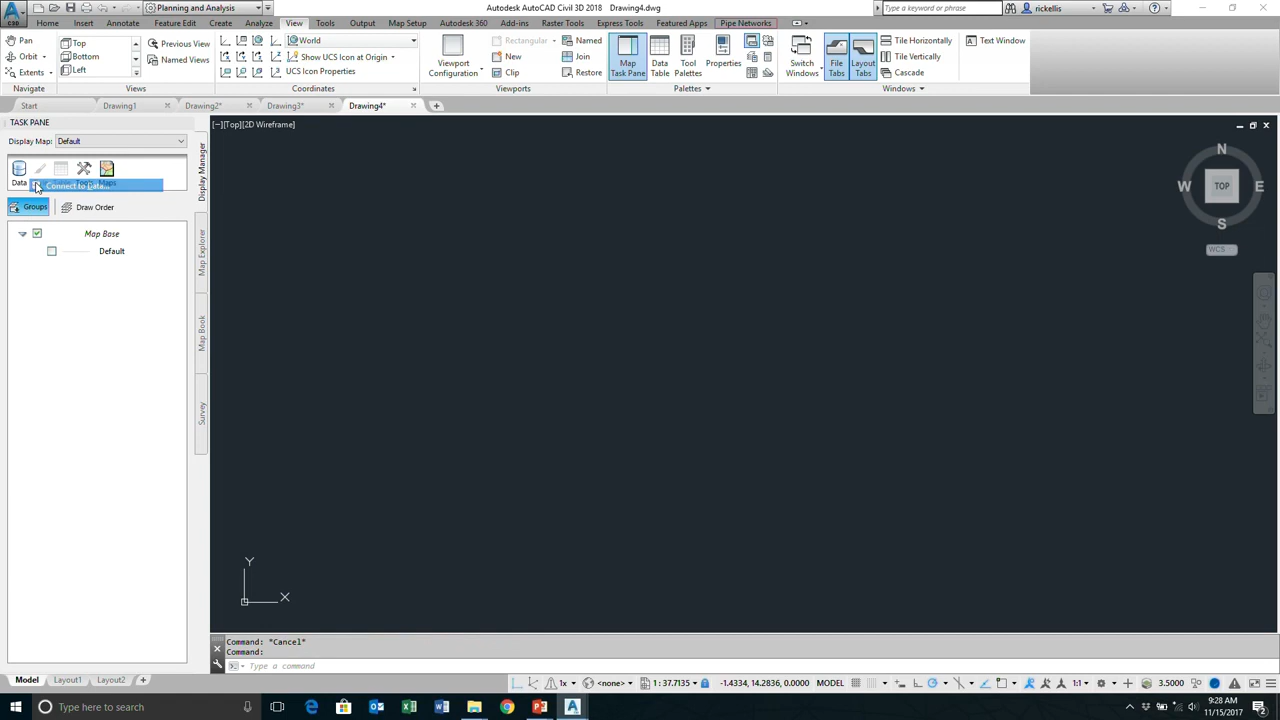 Planning and Analysis
Autodesk AutoCAD Civil 3D 2018 Drawing4.dwg
Type a keyword or phrase
rickellis
Home Insert Annotate Feature Edit Create Analyze View Tools Output Map Setup Autodesk 360 Add-ins Raster Tools Express Tools Featured Apps Pipe Networks
C3D
Pan
Orbit
Extents
Navigate
Top
Bottom
Left
Previous View
Named Views
Views
World
Show UCS Icon at Origin
UCS Icon Properties
Coordinates
Viewport
Configuration
Rectangular
New
Clip
Named
Join
Restore
Viewports
Map
Task Pane
Data
Table
Tool
Palettes
Properties
Palettes
Switch
Windows
File
Tabs
Layout
Tabs
Tile Horizontally
Tile Vertically
Cascade
Windows
Text Window
Start Drawing1 Drawing2* Drawing3* Drawing4*
TASK PANE
Display Map: Default
Data
Connect to Data...
Maps
Groups Draw Order
Map Base
Default
Display Manager
Map Explorer
Map Book
Survey
[−][Top][2D Wireframe]
N
W TOP E
S
WCS
Y
X
Command: *Cancel*
Command:
Type a command
Model Layout1 Layout2
1x <none> 1 : 37.7135 -1.4334, 14.2836, 0.0000 MODEL 1:1 3.5000
Type here to search
9:28 AM
11/15/2017